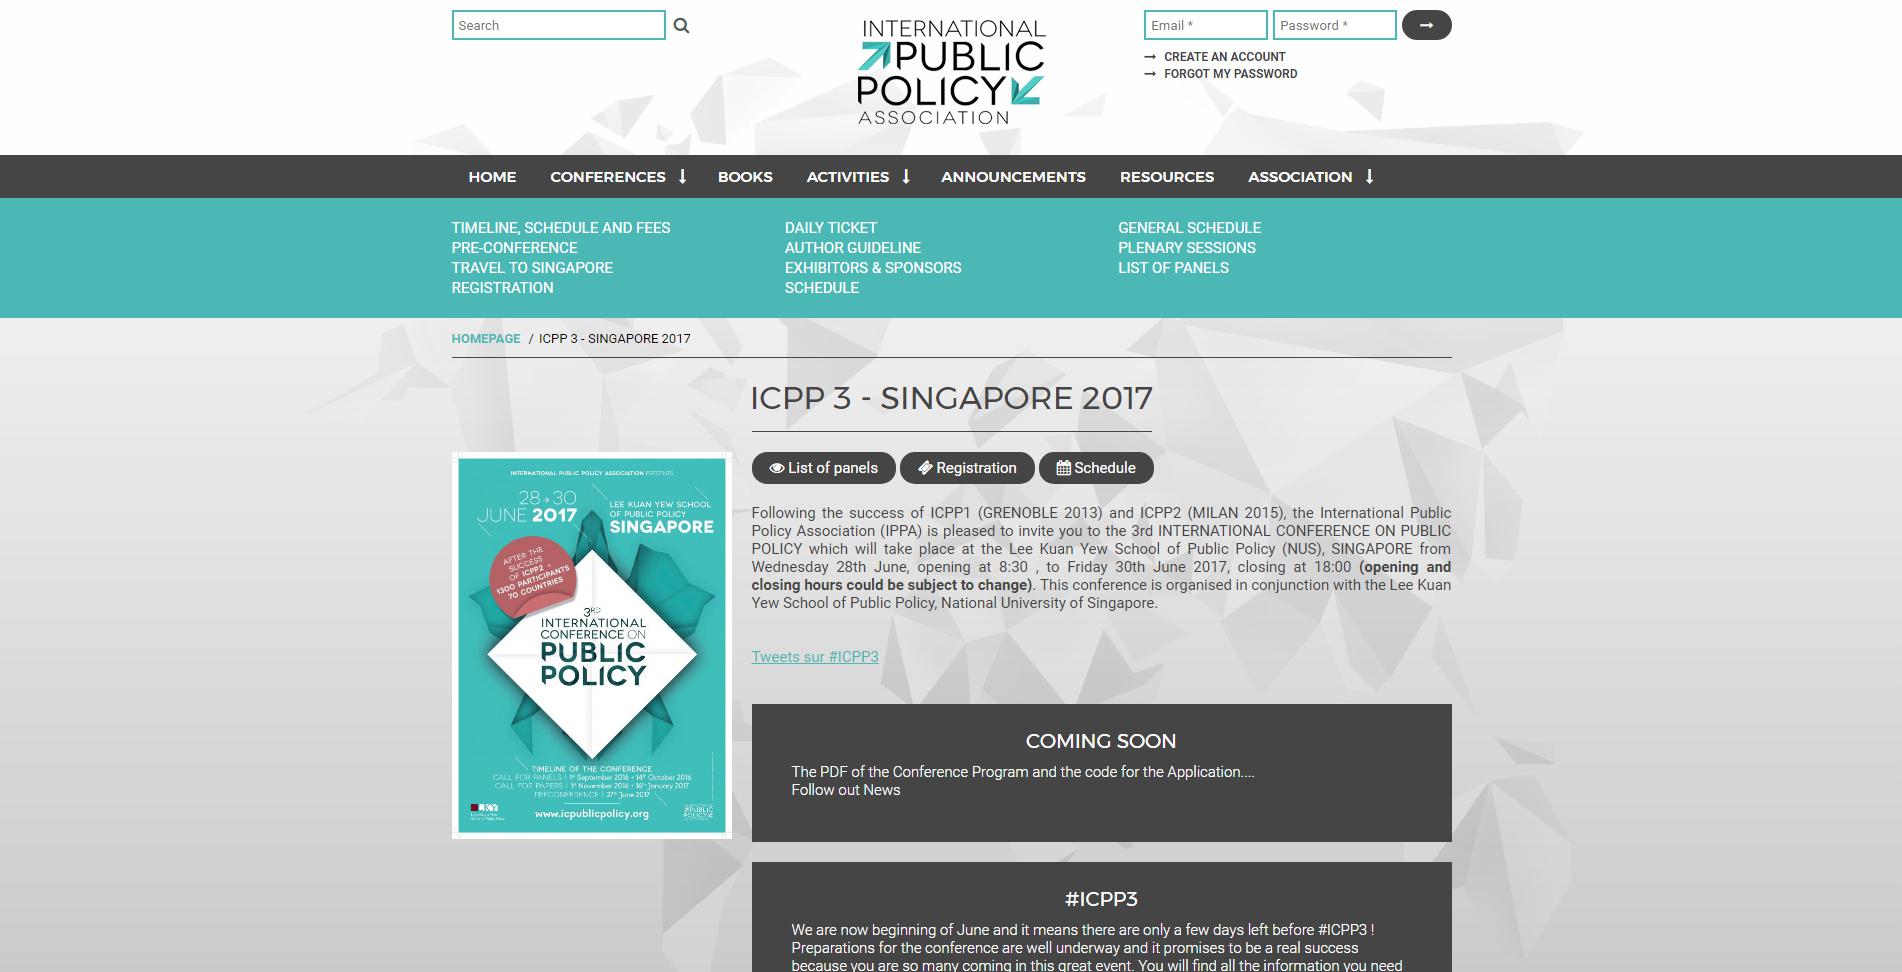 Search
INTERNATIONAL
PUBLIC
POLICY
ASSOCIATION
Email *
Password *
CREATE AN ACCOUNT
FORGOT MY PASSWORD
HOME
CONFERENCES
BOOKS
ACTIVITIES
ANNOUNCEMENTS
RESOURCES
ASSOCIATION
TIMELINE, SCHEDULE AND FEES
PRE-CONFERENCE
TRAVEL TO SINGAPORE
REGISTRATION
DAILY TICKET
AUTHOR GUIDELINE
EXHIBITORS & SPONSORS
SCHEDULE
GENERAL SCHEDULE
PLENARY SESSIONS
LIST OF PANELS
HOMEPAGE / ICPP 3 - SINGAPORE 2017
ICPP 3 - SINGAPORE 2017
List of panels
Registration
Schedule
INTERNATIONAL PUBLIC POLICY ASSOCIATION PRESENTS
28→30
JUNE 2017
LEE KUAN YEW SCHOOL
OF PUBLIC POLICY
SINGAPORE
AFTER THE
SUCCESS
OF ICPP2 +
1300 PARTICIPANTS
70 COUNTRIES
3RD
INTERNATIONAL
CONFERENCE ON
PUBLIC
POLICY
TIMELINE OF THE CONFERENCE
CALL FOR PANELS | 1st September 2016 → 14th October 2016
CALL FOR PAPERS | 1st November 2016 → 16th January 2017
PRECONFERENCE | 27th June 2017
www.icpublicpolicy.org
Following the success of ICPP1 (GRENOBLE 2013) and ICPP2 (MILAN 2015), the International Public
Policy Association (IPPA) is pleased to invite you to the 3rd INTERNATIONAL CONFERENCE ON PUBLIC
POLICY which will take place at the Lee Kuan Yew School of Public Policy (NUS), SINGAPORE from
Wednesday 28th June, opening at 8:30 , to Friday 30th June 2017, closing at 18:00 (opening and
closing hours could be subject to change). This conference is organised in conjunction with the Lee Kuan
Yew School of Public Policy, National University of Singapore.
Tweets sur #ICPP3
COMING SOON
The PDF of the Conference Program and the code for the Application....
Follow out News
#ICPP3
We are now beginning of June and it means there are only a few days left before #ICPP3 !
Preparations for the conference are well underway and it promises to be a real success
because you are so many coming in this great event. You will find all the information you need